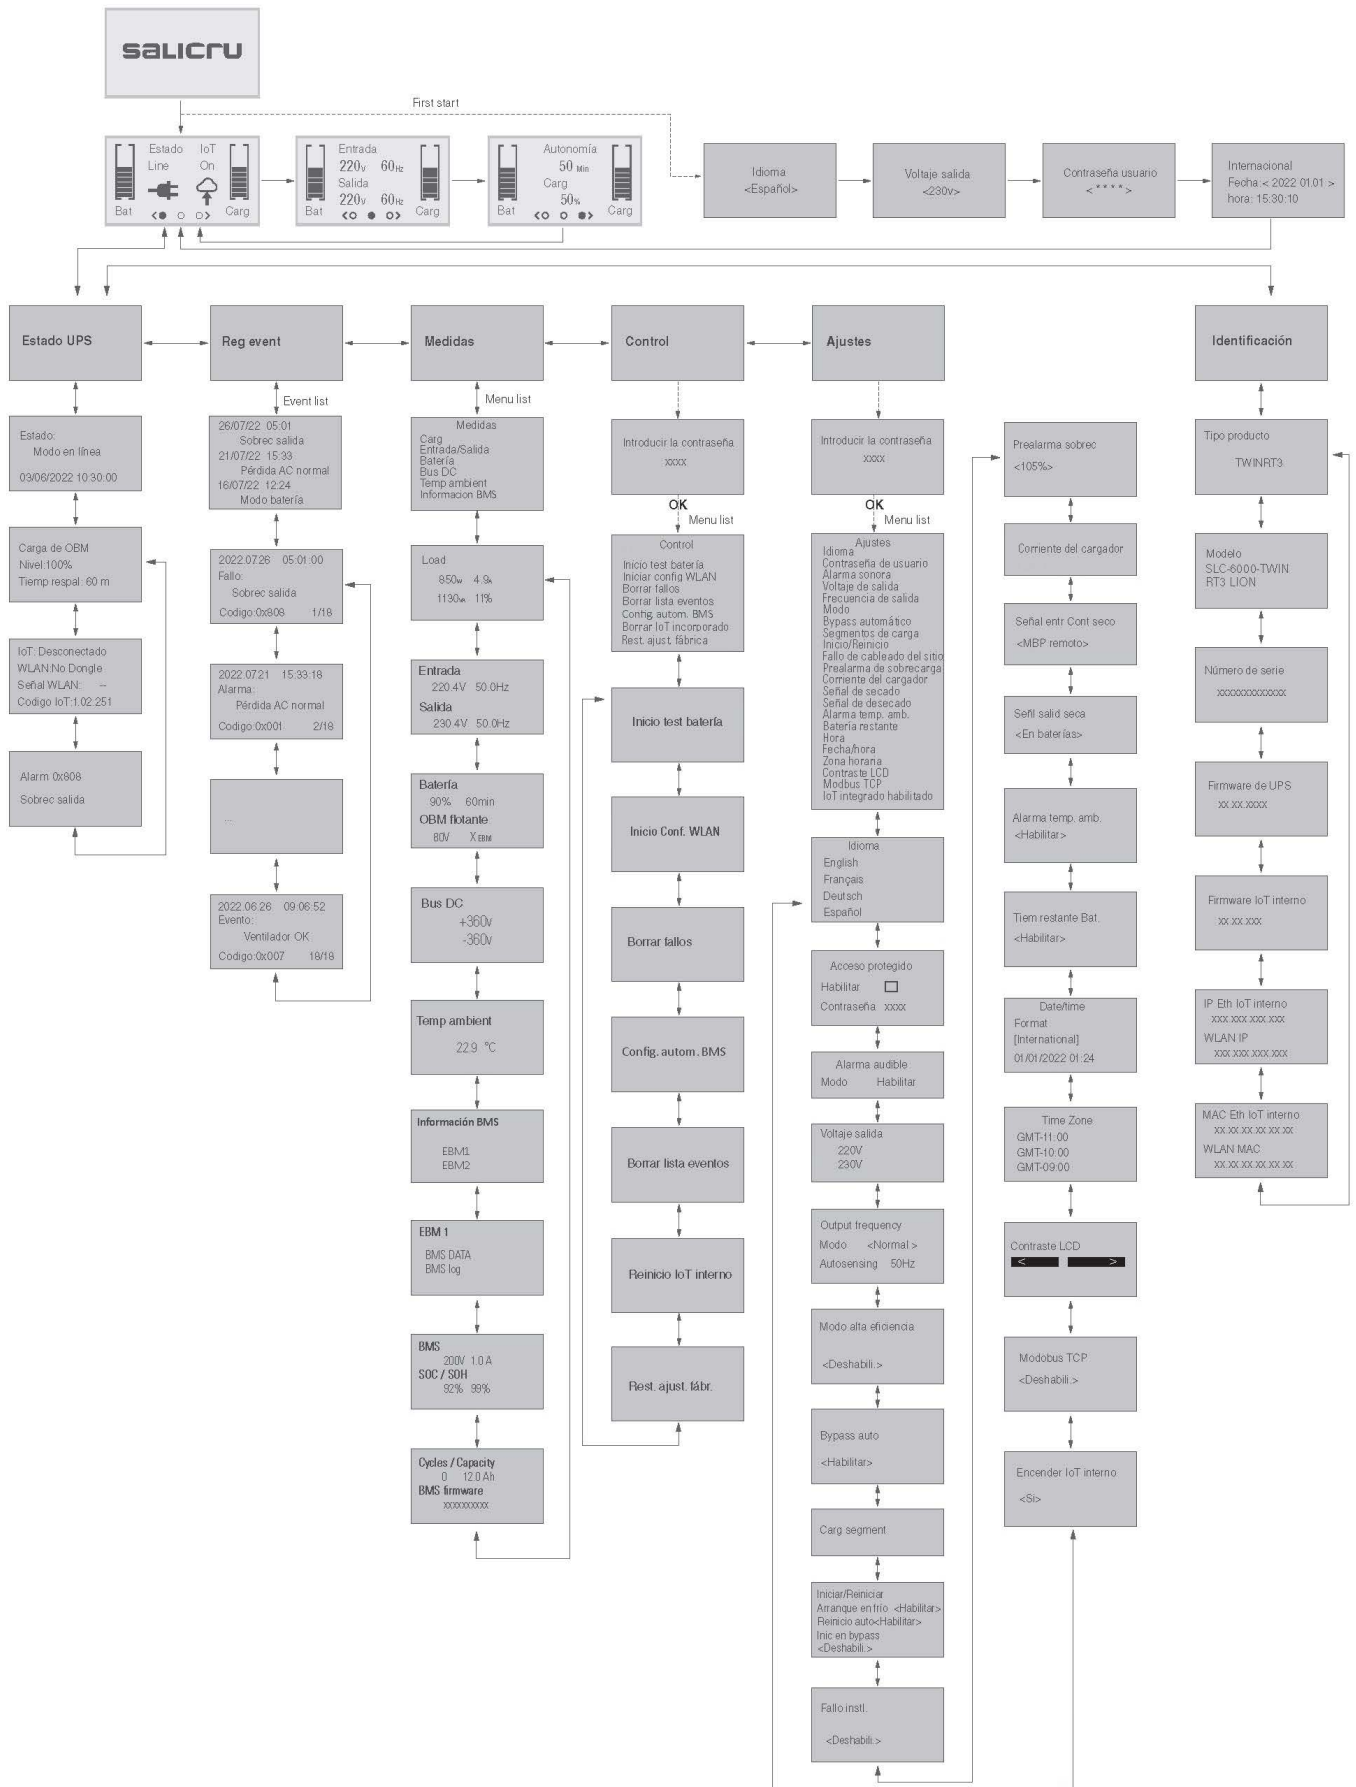 salicru
First start
Estado IoT
Line On
Bat Carg
Entrada
220v 60Hz
Salida
220v 60Hz
Bat Carg
Autonomía
50 Min
Carg
50%
Bat Carg
Idioma
<Español>
Voltaje salida
<230v>
Contraseña usuario
< * * * * >
Internacional
Fecha:< 2022 01.01 >
hora: 15:30:10
Estado UPS
Reg event
Medidas
Control
Ajustes
Identificación
Estado:
Modo en línea
03/06/2022 10:30:00
Carga de OBM
Nivel:100%
Tiemp respal: 60 m
IoT: Desconectado
WLAN:No Dongle
Señal WLAN: --
Codigo IoT:1.02.251
Alarm 0x808
Sobrec salida
Event list
26/07/22 05:01
Sobrec salida
21/07/22 15:33
Pérdida AC normal
16/07/22 12:24
Modo batería
2022.07.26 05:01:00
Fallo:
Sobrec salida
Codigo:0x808 1/18
2022.07.21 15:33:16
Alarma:
Pérdida AC normal
Codigo:0x001 2/18
...
2022.06.26 09:06:52
Evento:
Ventilador OK
Codigo:0x007 18/18
Menu list
Medidas
Carg
Entrada/Salida
Batería
Bus DC
Temp ambient
Informacion BMS
Load
850w 4.9A
1130VA 11%
Entrada
220.4V 50.0Hz
Salida
230.4V 50.0Hz
Batería
90% 60min
OBM flotante
80V X EBM
Bus DC
+360v
-360v
Temp ambient
22.9 °C
Información BMS
EBM1
EBM2
EBM 1
BMS DATA
BMS log
BMS
200V 1.0 A
SOC / SOH
92% 99%
Cycles / Capacity
0 12.0 Ah
BMS firmware
xxxxxxxxxx
Introducir la contraseña
xxxx
OK
Menu list
Control
Inicio test batería
Iniciar config WLAN
Borrar fallos
Borrar lista eventos
Config. autom. BMS
Borrar IoT incorporado
Rest. ajust. fábrica
Inicio test batería
Inicio Conf. WLAN
Borrar fallos
Config. autom. BMS
Borrar lista eventos
Reinicio IoT interno
Rest. ajust. fábr.
Introducir la contraseña
xxxx
OK
Menu list
Ajustes
Idioma
Contraseña de usuario
Alarma sonora
Voltaje de salida
Frecuencia de salida
Modo
Bypass automático
Segmentos de carga
Inicio/Reinicio
Fallo de cableado del sitio
Prealarma de sobrecarga
Corriente del cargador
Señal de secado
Señal de desecado
Alarma temp. amb.
Batería restante
Hora
Fecha/hora
Zona horaria
Contraste LCD
Modbus TCP
IoT integrado habilitado
Idioma
English
Français
Deutsch
Español
Acceso protegido
Habilitar
Contraseña xxxx
Alarma audible
Modo Habilitar
Voltaje salida
220V
230V
Output frequency
Modo <Normal.>
Autosensing 50Hz
Modo alta eficiencia
<Deshabili.>
Bypass auto
<Habilitar>
Carg segment
Iniciar/Reiniciar
Arranque en frío <Habilitar>
Reinicio auto<Habilitar>
Inic en bypass
<Deshabili.>
Fallo instl.
<Deshabili.>
Prealarma sobrec
<105%>
Corriente del cargador
Señal entr Cont seco
<MBP remoto>
Señl salid seca
<En baterías>
Alarma temp. amb.
<Habilitar>
Tiem restante Bat.
<Habilitar>
Date/time
Format
[International]
01/01/2022 01:24
Time Zone
GMT-11:00
GMT-10:00
GMT-09:00
Contraste LCD
< >
Modobus TCP
<Deshabili.>
Encender IoT interno
<Si>
Tipo producto
TWINRT3
Modelo
SLC-6000-TWIN
RT3 LION
Número de serie
xxxxxxxxxxxxx
Firmware de UPS
xx.xx.xxxx
Firmware IoT interno
xx.xx.xxx
IP Eth IoT interno
xxx.xxx.xxx.xxx
WLAN IP
xxx.xxx.xxx.xxx
MAC Eth IoT interno
xx.xx.xx.xx.xx.xx
WLAN MAC
xx.xx.xx.xx.xx.xx